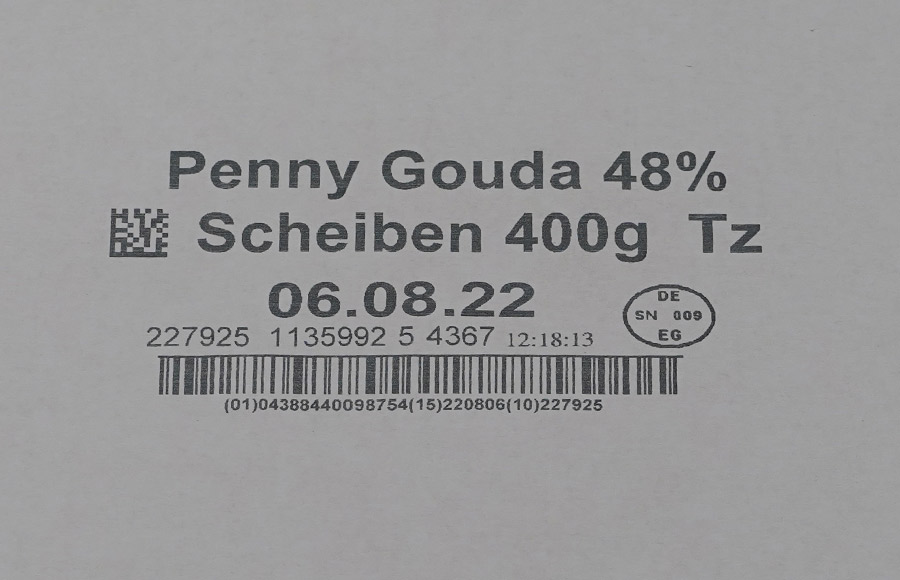 Penny Gouda 48%
Scheiben 400g Tz
06.08.22
DE
SN 009
EG
227925 1135992 5 4367 12:18:13
(01)04388440098754(15)220806(10)227925